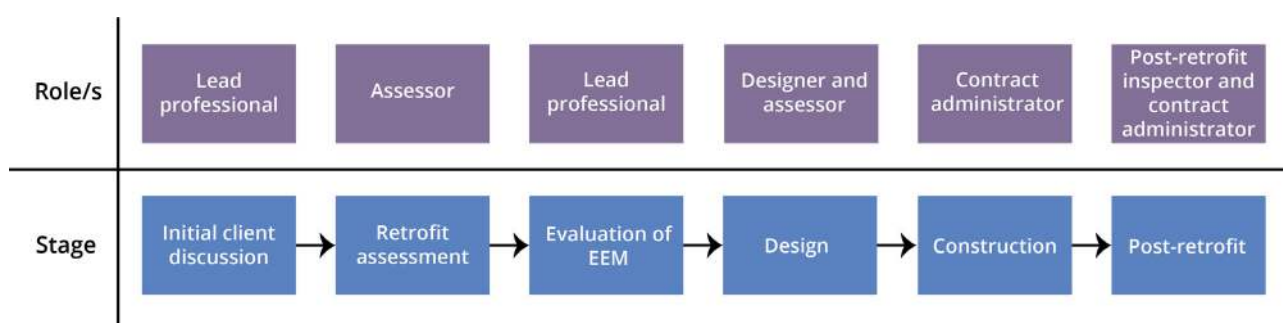 Role/s
Lead
professional
Assessor
Lead
professional
Designer and
assessor
Contract
administrator
Post-retrofit
inspector and
contract
administrator
Stage
Initial client
discussion
Retrofit
assessment
Evaluation of
EEM
Design
Construction
Post-retrofit